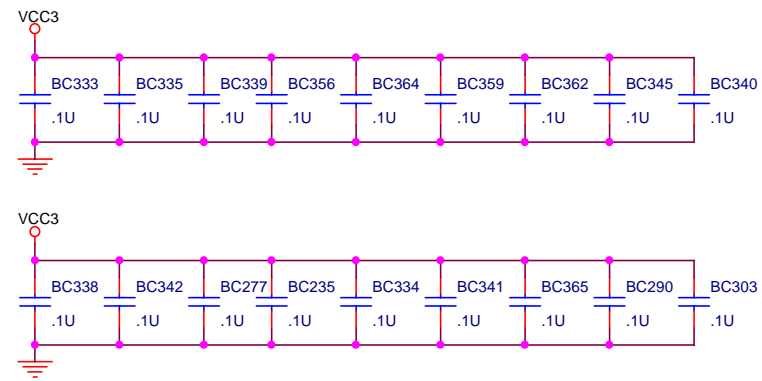 VCC3
BC333 BC335 BC339 BC356 BC364 BC359 BC362 BC345 BC340
.1U .1U .1U .1U .1U .1U .1U .1U .1U
VCC3
BC338 BC342 BC277 BC235 BC334 BC341 BC365 BC290 BC303
.1U .1U .1U .1U .1U .1U .1U .1U .1U